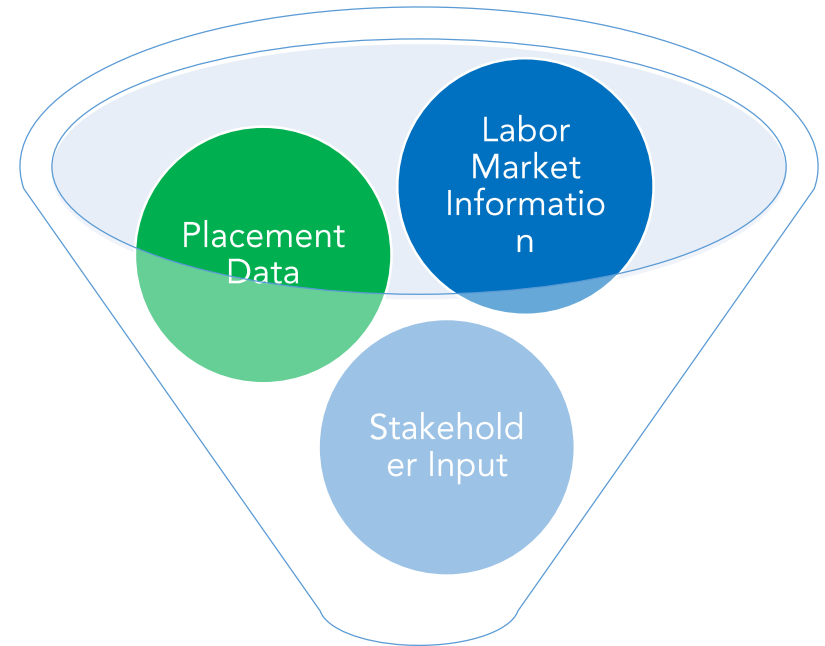 Labor
Market
Informatio
n
Placement
Data
Stakehold
er Input